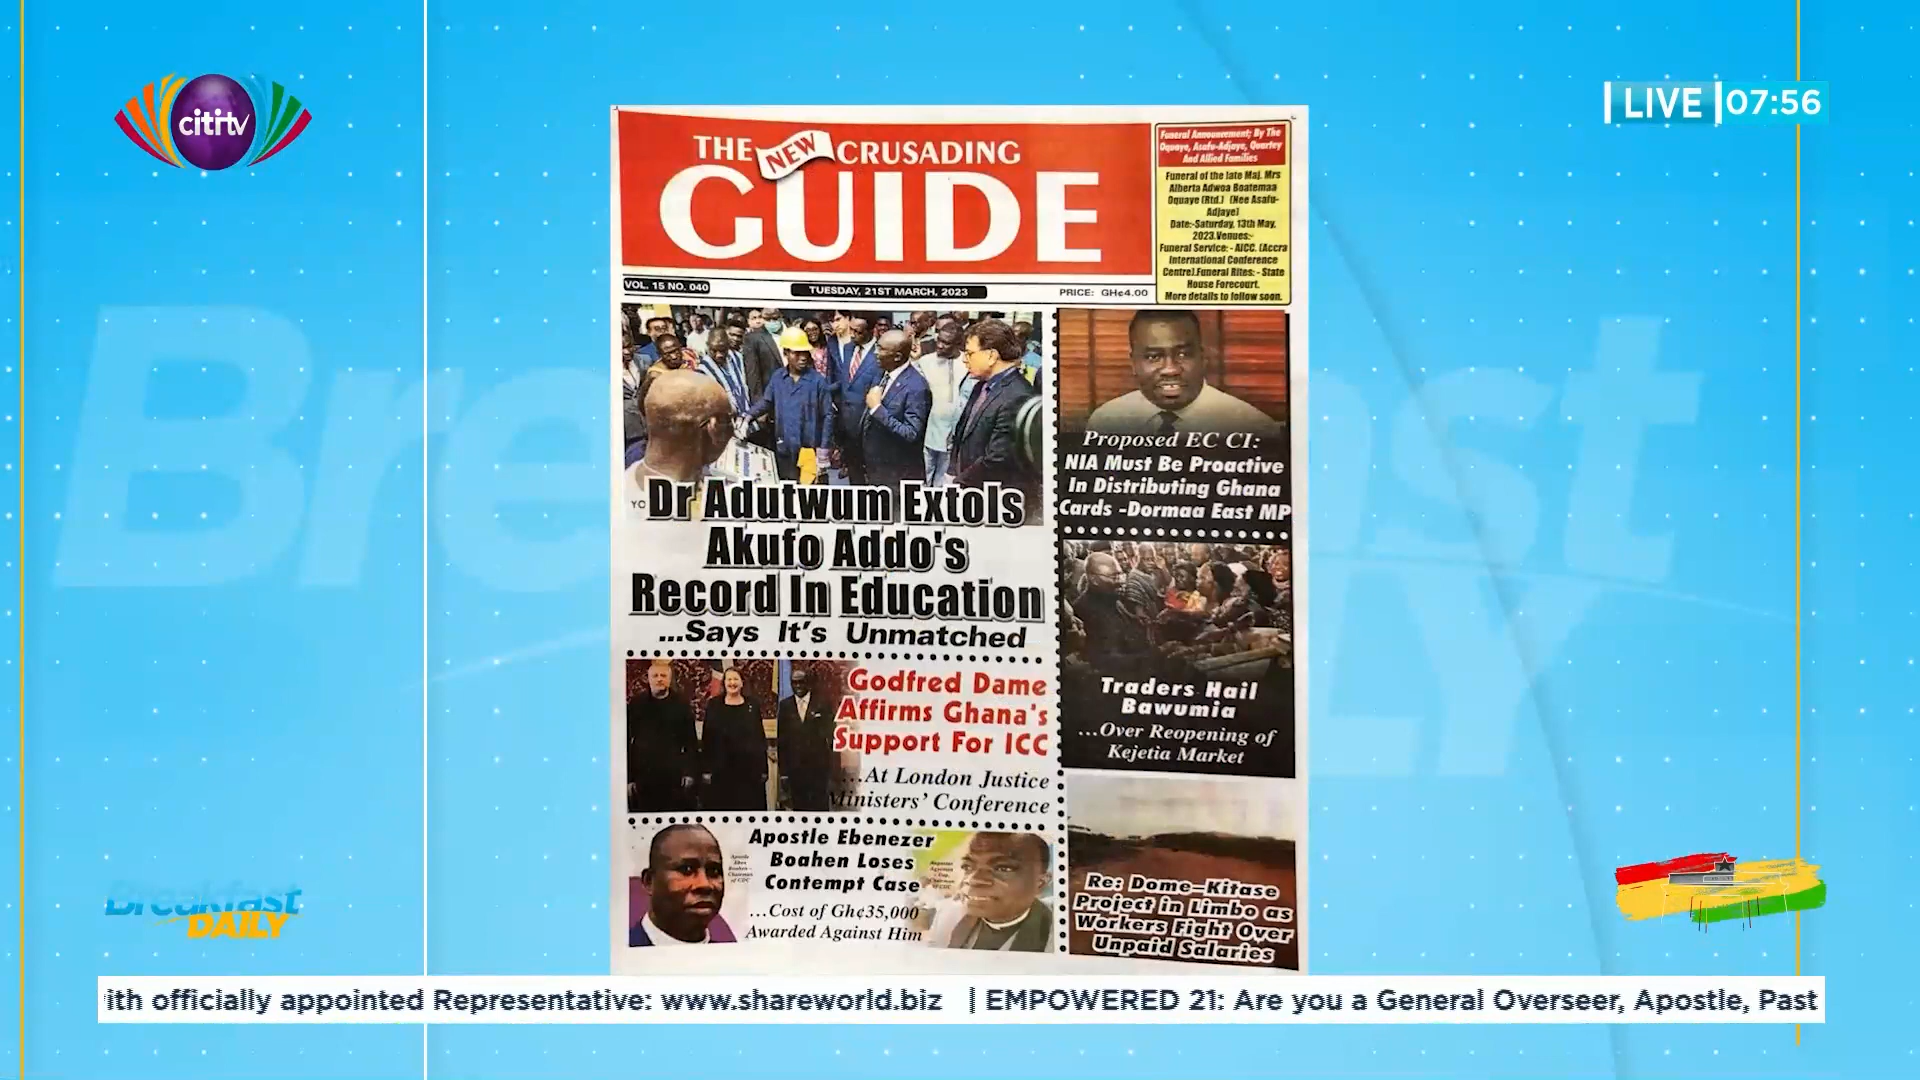 citi tv
LIVE 07:56
THE NEW CRUSADING
GUIDE
Funeral Announcement; By The
Oquaye, Asafu-Adjaye, Quartey
And Allied Families
Funeral of the late Maj. Mrs
Alberta Adwoa Boatemaa
Oquaye (Rtd.) (Nee Asafu-
Adjaye)
Date:-Saturday, 13th May,
2023.Venues:-
Funeral Service: - AICC. (Accra
International Conference
Centre).Funeral Rites: - State
House Forecourt.
More details to follow soon.
VOL. 15 NO. 040
TUESDAY, 21ST MARCH, 2023
PRICE: GH¢4.00
Dr Adutwum Extols
Akufo Addo's
Record In Education
...Says It's Unmatched
Proposed EC CI:
NIA Must Be Proactive
In Distributing Ghana
Cards -Dormaa East MP
Traders Hail
Bawumia
...Over Reopening of
Kejetia Market
Godfred Dame
Affirms Ghana's
Support For ICC
...At London Justice
Ministers' Conference
Apostle Ebenezer
Boahen Loses
Contempt Case
...Cost of Gh¢35,000
Awarded Against Him
Re: Dome–Kitase
Project in Limbo as
Workers Fight Over
Unpaid Salaries
Breakfast
DAILY
ith officially appointed Representative: www.shareworld.biz | EMPOWERED 21: Are you a General Overseer, Apostle, Past